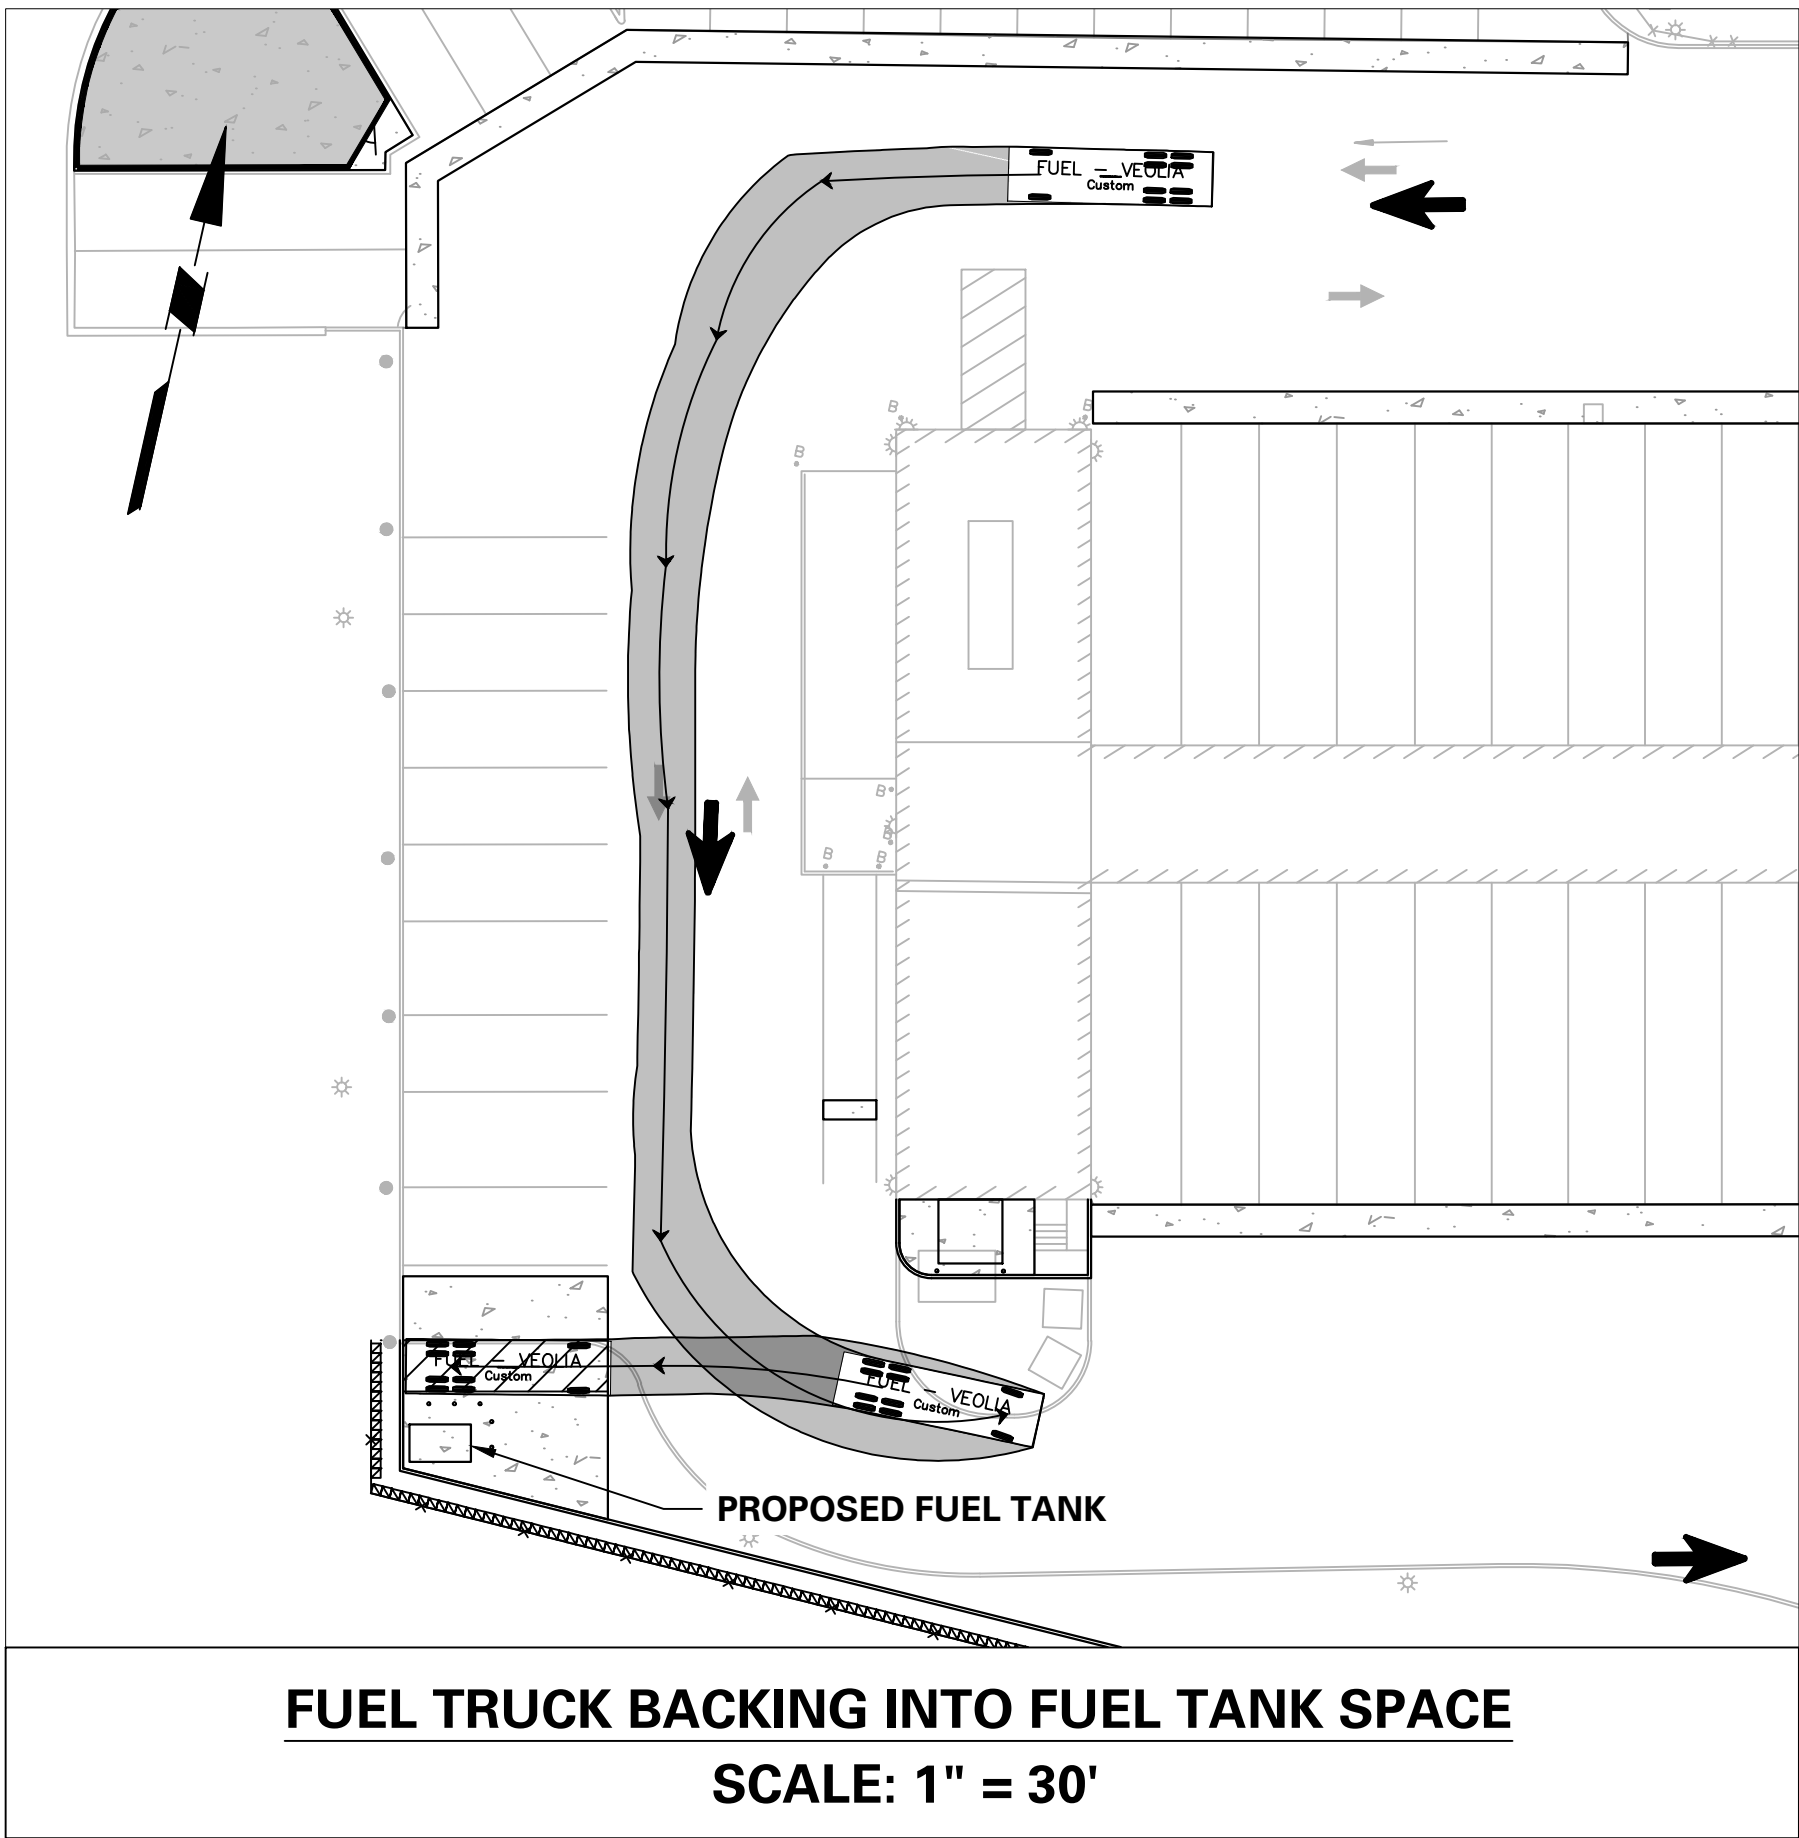 FUEL - VEOLIA
Custom
B
B
B
B
B
B
B
FUEL - VEOLIA
Custom
FUEL - VEOLIA
Custom
PROPOSED FUEL TANK
FUEL TRUCK BACKING INTO FUEL TANK SPACE
SCALE: 1" = 30'